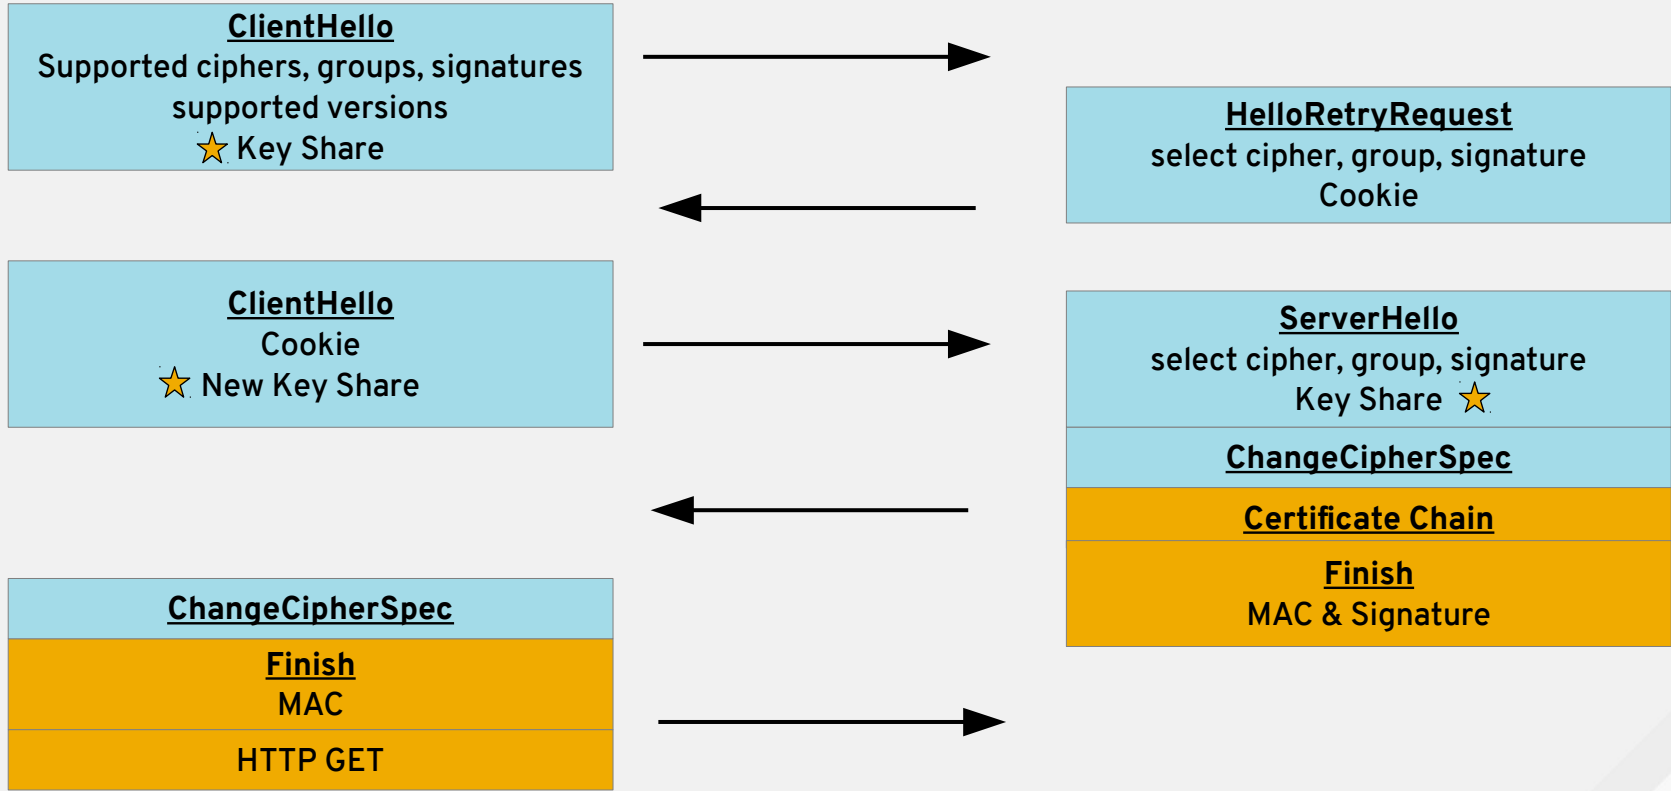 ClientHello
Supported ciphers, groups, signatures
supported versions
Key Share
HelloRetryRequest
select cipher, group, signature
Cookie
ClientHello
Cookie
New Key Share
ServerHello
select cipher, group, signature
Key Share
ChangeCipherSpec
Certificate Chain
Finish
MAC & Signature
ChangeCipherSpec
Finish
MAC
HTTP GET